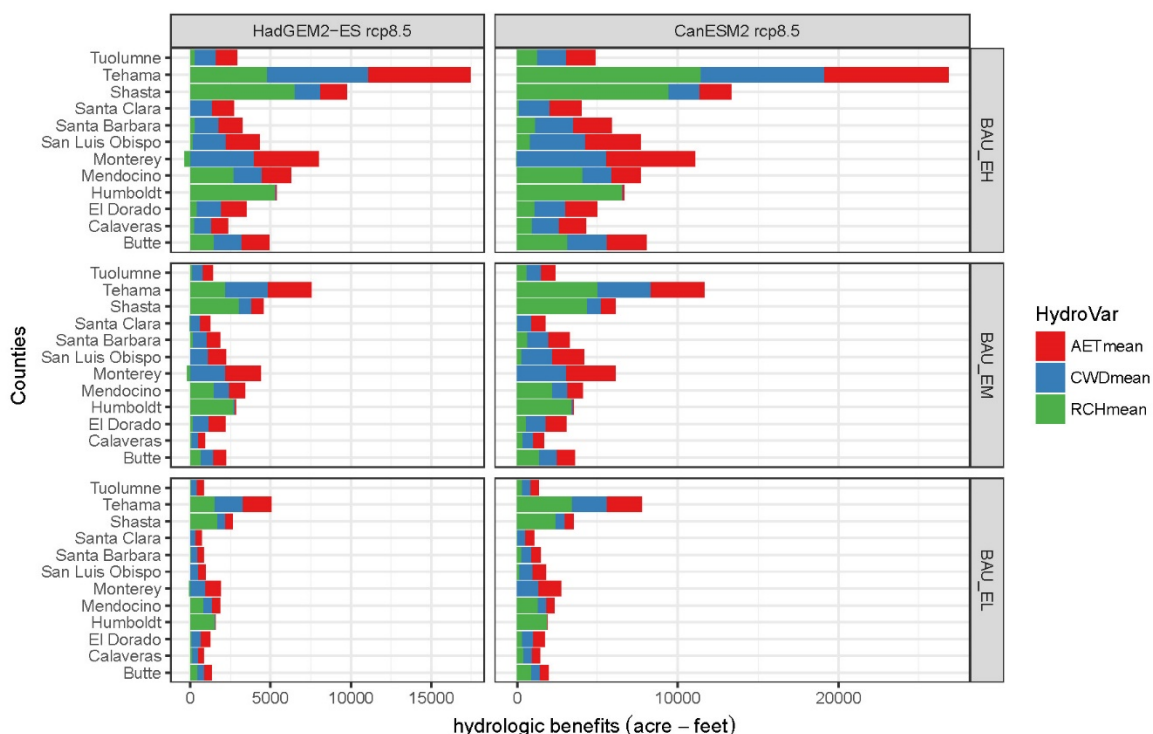 HadGEM2−ES rcp8.5
CanESM2 rcp8.5
Tuolumne
Tehama
Shasta
Santa Clara
Santa Barbara
San Luis Obispo
Monterey
Mendocino
Humboldt
El Dorado
Calaveras
Butte
BAU_EH
Tuolumne
Tehama
Shasta
Santa Clara
Santa Barbara
San Luis Obispo
Monterey
Mendocino
Humboldt
El Dorado
Calaveras
Butte
BAU_EM
Tuolumne
Tehama
Shasta
Santa Clara
Santa Barbara
San Luis Obispo
Monterey
Mendocino
Humboldt
El Dorado
Calaveras
Butte
BAU_EL
Counties
0 5000 10000 15000
0 10000 20000
hydrologic benefits (acre − feet)
HydroVar
AETmean
CWDmean
RCHmean